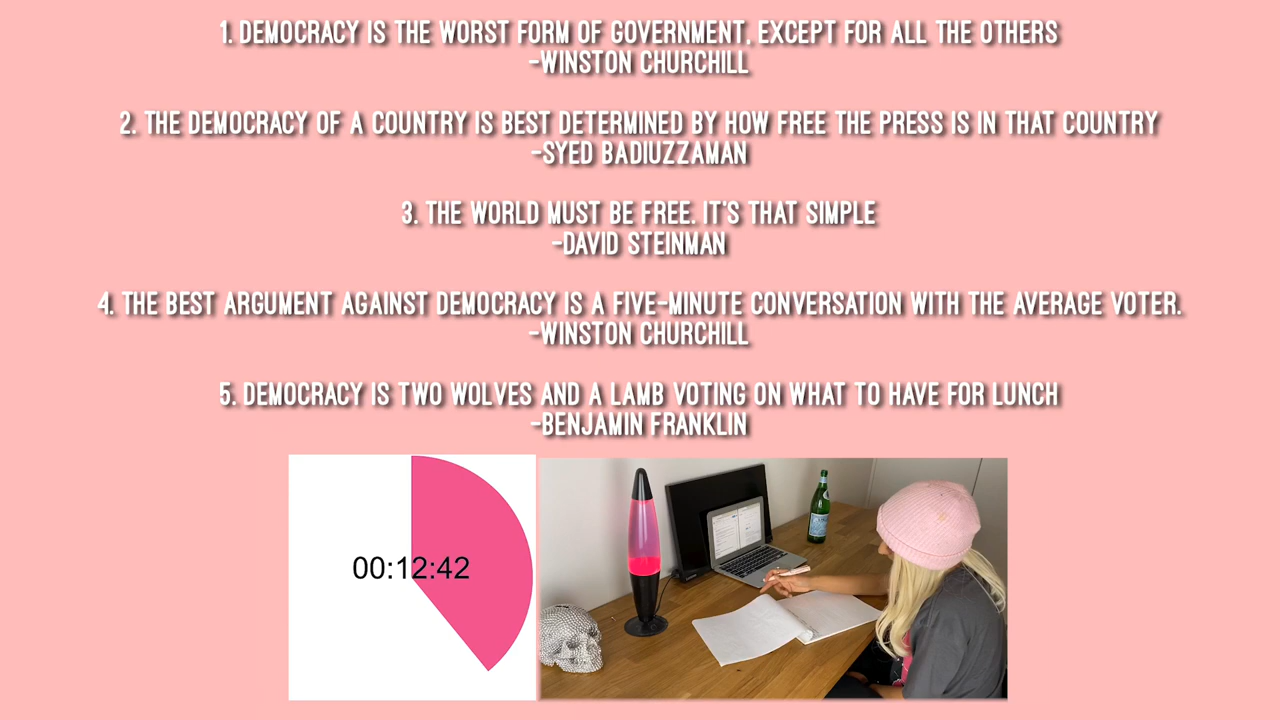 1. DEMOCRACY IS THE WORST FORM OF GOVERNMENT, EXCEPT FOR ALL THE OTHERS
-WINSTON CHURCHILL
2. THE DEMOCRACY OF A COUNTRY IS BEST DETERMINED BY HOW FREE THE PRESS IS IN THAT COUNTRY
-SYED BADIUZZAMAN
3. THE WORLD MUST BE FREE. IT'S THAT SIMPLE
-DAVID STEINMAN
4. THE BEST ARGUMENT AGAINST DEMOCRACY IS A FIVE-MINUTE CONVERSATION WITH THE AVERAGE VOTER.
-WINSTON CHURCHILL
5. DEMOCRACY IS TWO WOLVES AND A LAMB VOTING ON WHAT TO HAVE FOR LUNCH
-BENJAMIN FRANKLIN
00:12:42